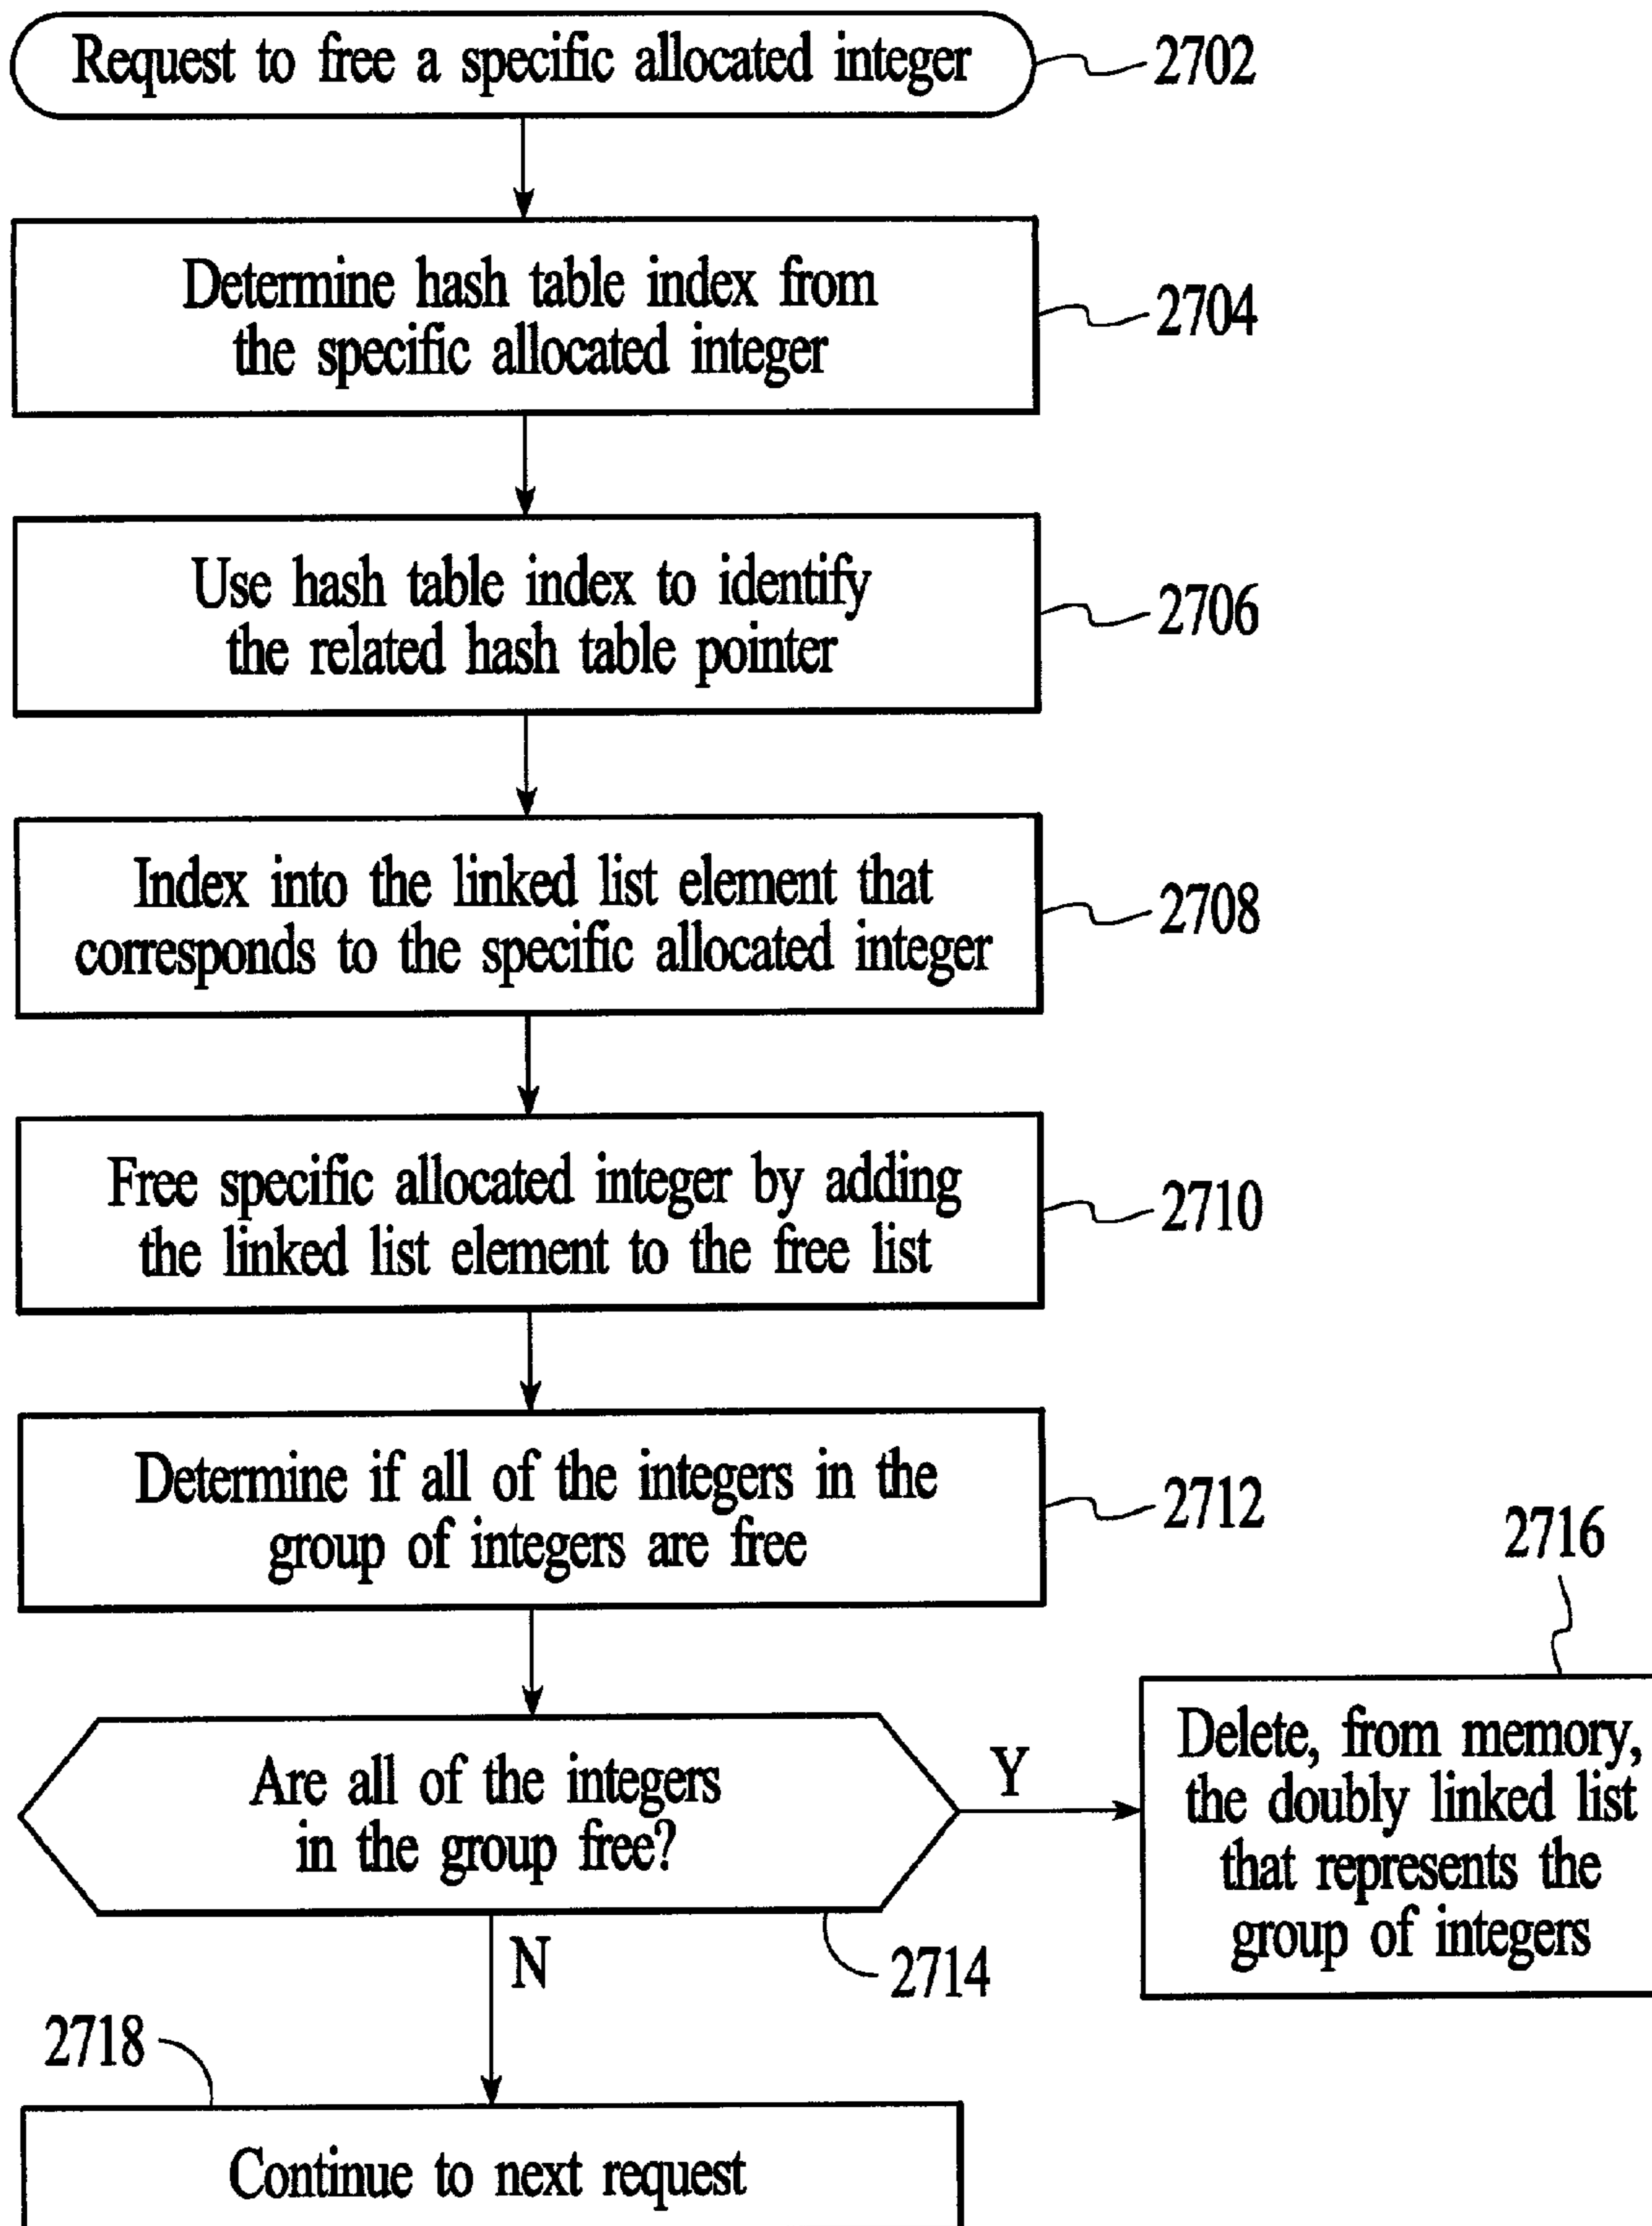 Request to free a specific allocated integer
2702
Determine hash table index from
the specific allocated integer
2704
Use hash table index to identify
the related hash table pointer
2706
Index into the linked list element that
corresponds to the specific allocated integer
2708
Free specific allocated integer by adding
the linked list element to the free list
2710
Determine if all of the integers in the
group of integers are free
2712
Are all of the integers
in the group free?
2714
Y
2716
Delete, from memory,
the doubly linked list
that represents the
group of integers
N
2718
Continue to next request